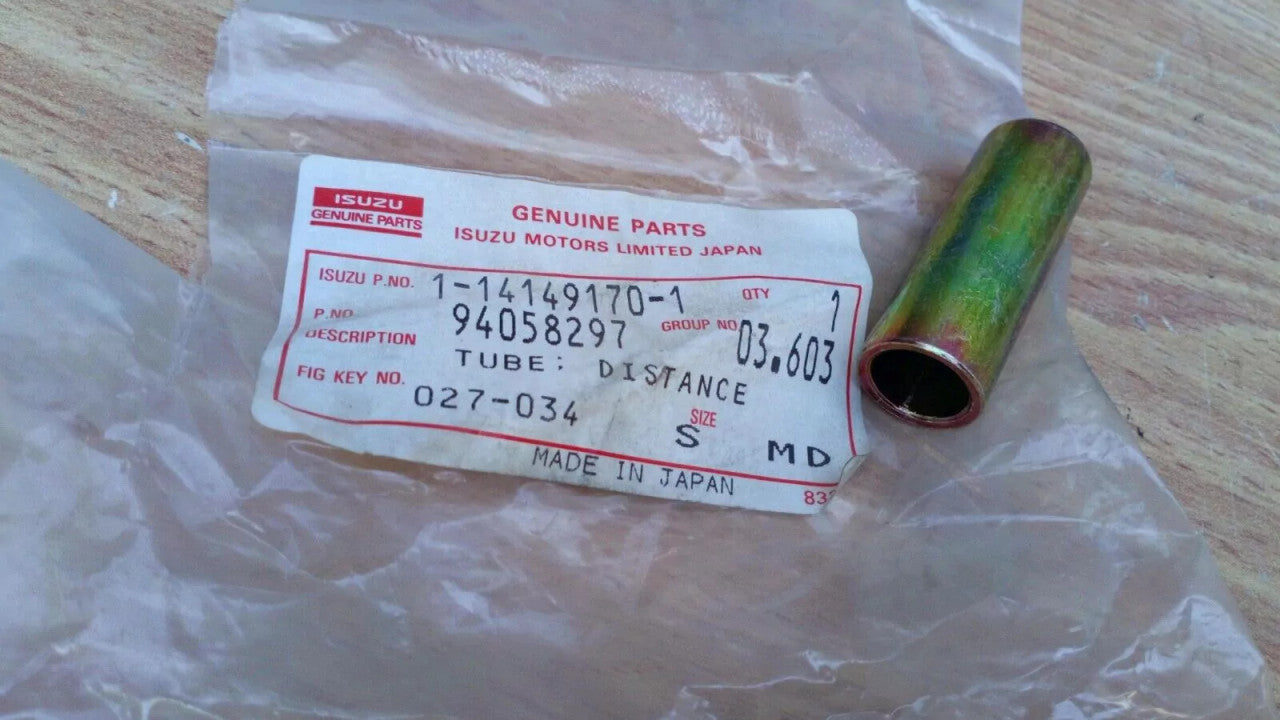 ISUZU
GENUINE PARTS
GENUINE PARTS
ISUZU MOTORS LIMITED JAPAN
ISUZU P.NO. 1-14149170-1 QTY 1
P.NO 94058297 GROUP NO 03.603
DESCRIPTION TUBE: DISTANCE
FIG KEY NO. 027-034 SIZE S MD
MADE IN JAPAN